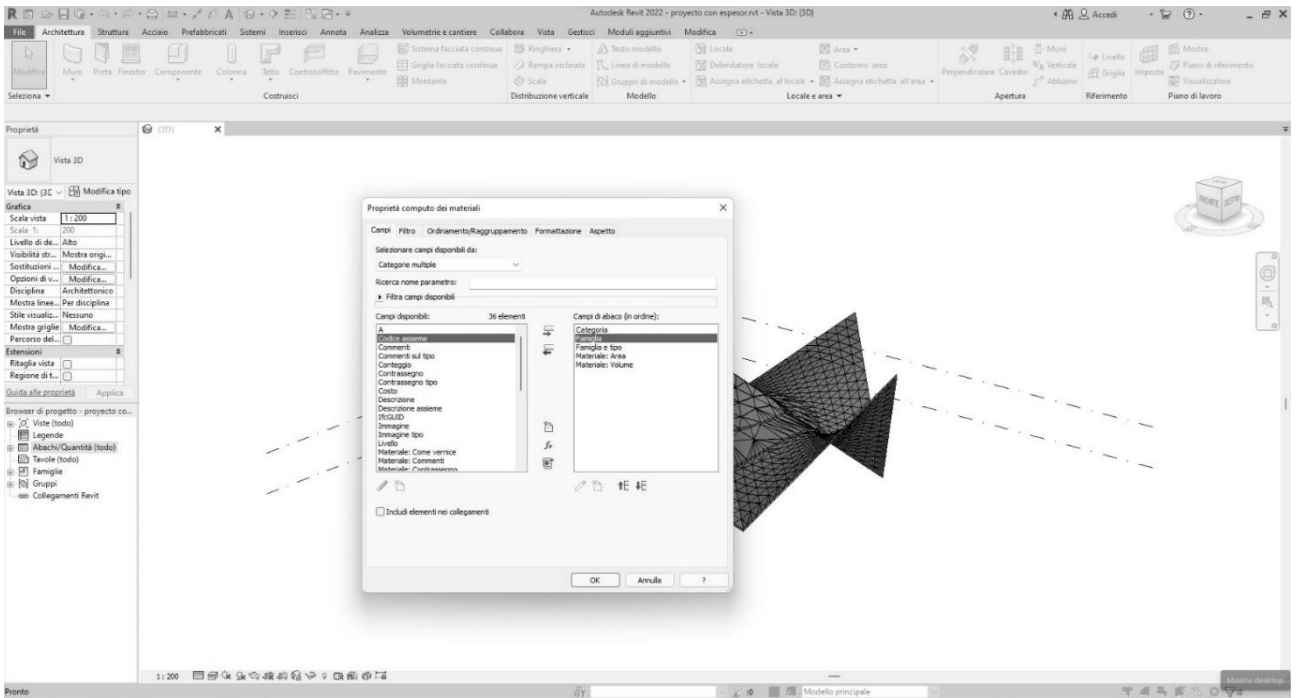 Autodesk Revit 2022 - proyecto con espesor.rvt - Vista 3D: {3D}
Accedi
File Architettura Struttura Acciaio Prefabbricati Sistemi Inserisci Annota Analizza Volumetrie e cantiere Collabora Vista Gestisci Moduli aggiuntivi Modifica
Modifica Muro Porta Finestra Componente Colonna Tetto Controsoffitto Pavimento
Sistema facciata continua
Griglia facciata continua
Montante
Ringhiera
Rampa inclinata
Scala
Testo modello
Linea di modello
Gruppo di modello
Locale
Delimitatore locale
Assegna etichetta al locale
Area
Contorno area
Assegna etichetta all'area
Perpendicolare Cavedio
Muro
Verticale
Abbaino
Livello
Griglia
Imposta
Mostra
Piano di riferimento
Visualizzatore
Seleziona Costruisci Distribuzione verticale Modello Locale e area Apertura Riferimento Piano di lavoro
Proprietà
{3D}
Vista 3D
Vista 3D: {3D Modifica tipo
Grafica
Scala vista 1 : 200
Scala 1: 200
Livello di de... Alto
Visibilità str... Mostra origi...
Sostituzioni ... Modifica...
Opzioni di v... Modifica...
Disciplina Architettonico
Mostra linee... Per disciplina
Stile visualiz... Nessuno
Mostra griglie Modifica...
Percorso del...
Estensioni
Ritaglia vista
Regione di t...
Guida alle proprietà Applica
Browser di progetto - proyecto co...
Viste (todo)
Legende
Abachi/Quantità (todo)
Tavole (todo)
Famiglie
Gruppi
Collegamenti Revit
Proprietà computo dei materiali
Campi Filtro Ordinamento/Raggruppamento Formattazione Aspetto
Selezionare campi disponibili da:
Categorie multiple
Ricerca nome parametro:
Filtra campi disponibili
Campi disponibili: 36 elementi
A
Codice assieme
Commenti
Commenti sul tipo
Conteggio
Contrassegno
Contrassegno tipo
Costo
Descrizione
Descrizione assieme
IfcGUID
Immagine
Immagine tipo
Livello
Materiale: Come vernice
Materiale: Commenti
Materiale: Contrassegno
Campi di abaco (in ordine):
Categoria
Famiglia
Famiglia e tipo
Materiale: Area
Materiale: Volume
Includi elementi nei collegamenti
OK Annulla ?
FRONTE DESTRA
1 : 200
Pronto
:0
Modello principale
Mostra desktop